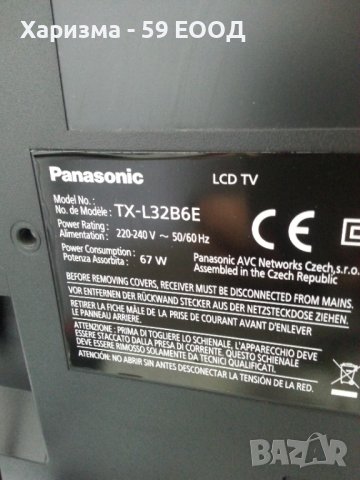 Харизма - 59 ЕООД
Panasonic LCD TV
Model No. :
No. de Modèle : TX-L32B6E
Power Rating :
Alimentation : 220-240 V ~ 50/60 Hz
Power Consumption :
Potenza Assorbita : 67 W
CE
Panasonic AVC Networks Czech, s.r.o.
Assembled in the Czech Republic
BEFORE REMOVING COVERS, RECEIVER MUST BE DISCONNECTED FROM MAINS.
VOR ENTFERNEN DER RÜCKWAND STECKER AUS DER NETZSTECKDOSE ZIEHEN.
RETIRER LA FICHE MÂLE DE LA PRISE DE COURANT AVANT D'ENLEVER
LE PANNEAU ARRIERE.
ATTENZIONE : PRIMA DI TOGLIERE LO SCHIENALE, L'APPARECCHIO DEVE
ESSERE STACCATO DALLA PRESA DI CORRENTE. QUESTO SCHIENALE
DEVE ESSERE RIMOSSO SOLAMENTE DA TECNICI QUALIFICATI.
ATENCIÓN : NO ABRIR SIN ANTES DESCONECTAR LA TENSIÓN DE LA RED.
BAZAR